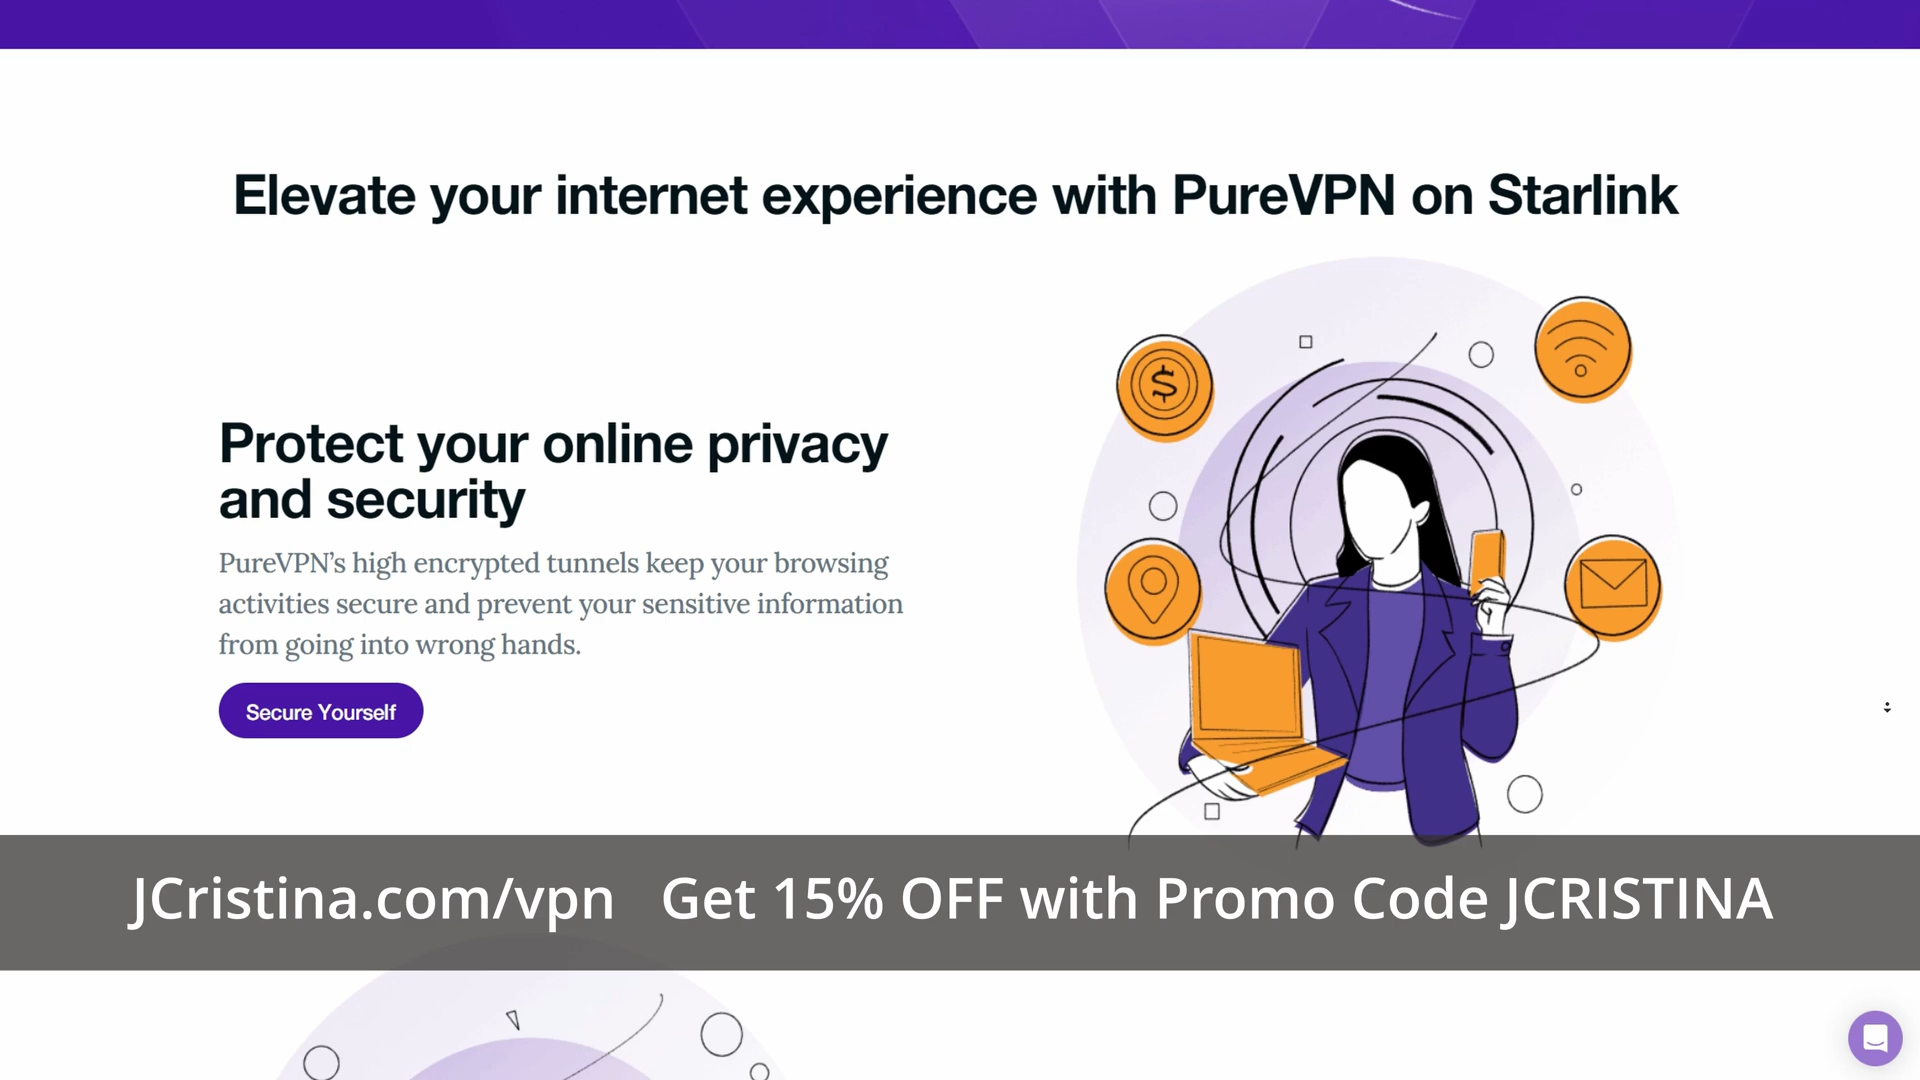 Elevate your internet experience with PureVPN on Starlink
Protect your online privacy
and security
PureVPN’s high encrypted tunnels keep your browsing
activities secure and prevent your sensitive information
from going into wrong hands.
Secure Yourself
$
JCristina.com/vpn Get 15% OFF with Promo Code JCRISTINA